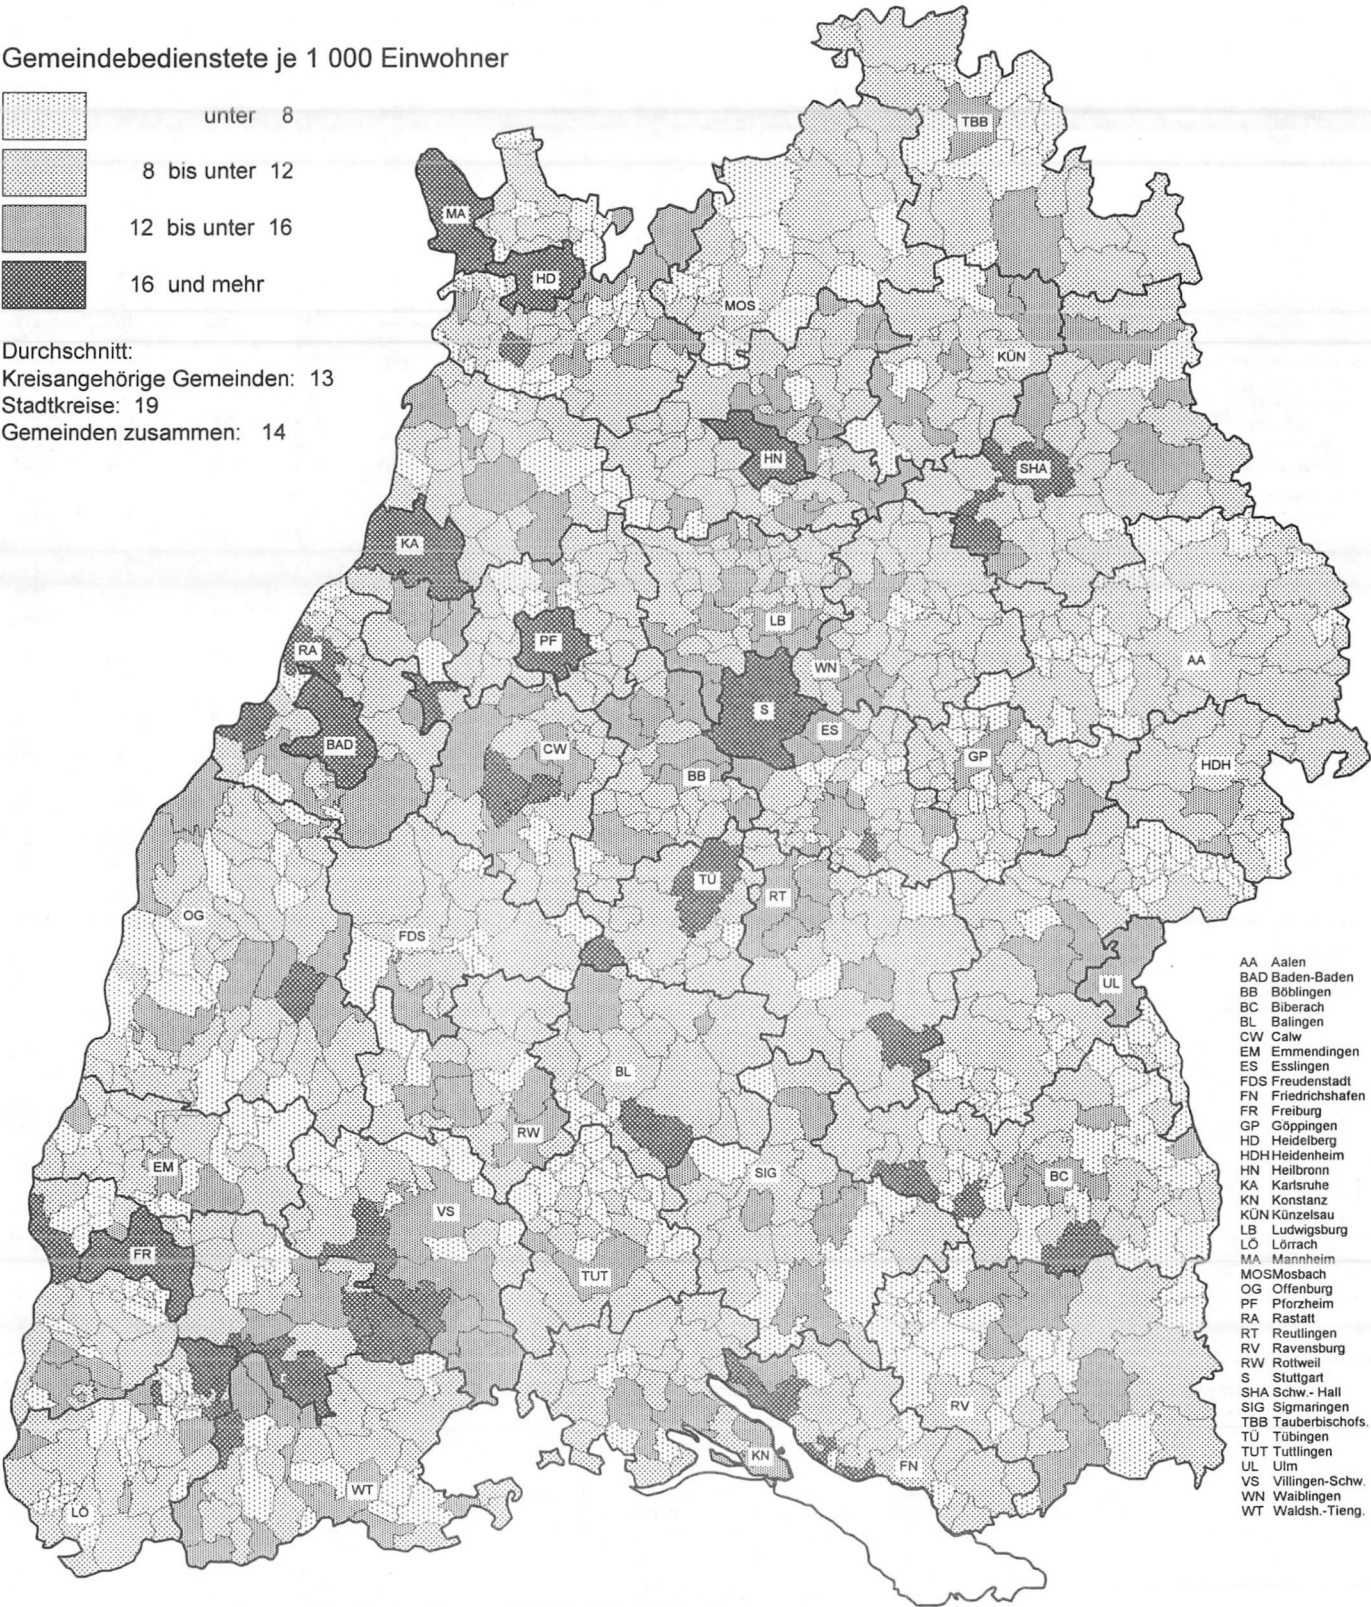 Gemeindebedienstete je 1 000 Einwohner
unter 8
8 bis unter 12
12 bis unter 16
16 und mehr
Durchschnitt:
Kreisangehörige Gemeinden: 13
Stadtkreise: 19
Gemeinden zusammen: 14
TBB
MA
HD
MOS
KÜN
HN
SHA
KA
PF
LB
RA
WN
AA
S
ES
BAD
CW
GP
BB
HDH
TÜ
RT
OG
FDS
UL
BL
RW
EM
SIG
BC
VS
FR
TUT
RV
KN
FN
WT
LÖ
AA Aalen
BAD Baden-Baden
BB Böblingen
BC Biberach
BL Balingen
CW Calw
EM Emmendingen
ES Esslingen
FDS Freudenstadt
FN Friedrichshafen
FR Freiburg
GP Göppingen
HD Heidelberg
HDH Heidenheim
HN Heilbronn
KA Karlsruhe
KN Konstanz
KÜN Künzelsau
LB Ludwigsburg
LÖ Lörrach
MA Mannheim
MOS Mosbach
OG Offenburg
PF Pforzheim
RA Rastatt
RT Reutlingen
RV Ravensburg
RW Rottweil
S Stuttgart
SHA Schw.- Hall
SIG Sigmaringen
TBB Tauberbischofs.
TÜ Tübingen
TUT Tuttlingen
UL Ulm
VS Villingen-Schw.
WN Waiblingen
WT Waldsh.-Tieng.